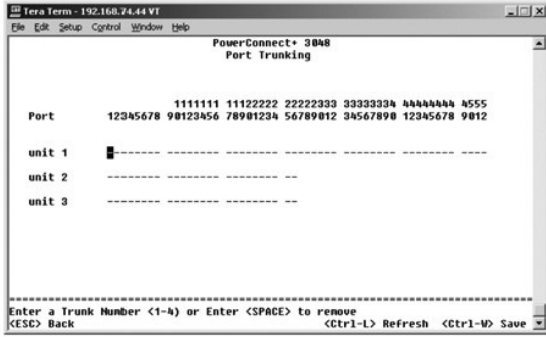 Tera Term - 192.168.74.44 VT
File Edit Setup Control Window Help
PowerConnect+ 3048
Port Trunking
1111111 11122222 22222333 33333334 44444444 4555
Port 12345678 90123456 78901234 56789012 34567890 12345678 9012
unit 1 -------- -------- -------- -------- -------- -------- ----
unit 2 -------- -------- -------- --
unit 3 -------- -------- -------- --
Enter a Trunk Number <1-4> or Enter <SPACE> to remove
<ESC> Back <Ctrl-L> Refresh <Ctrl-W> Save